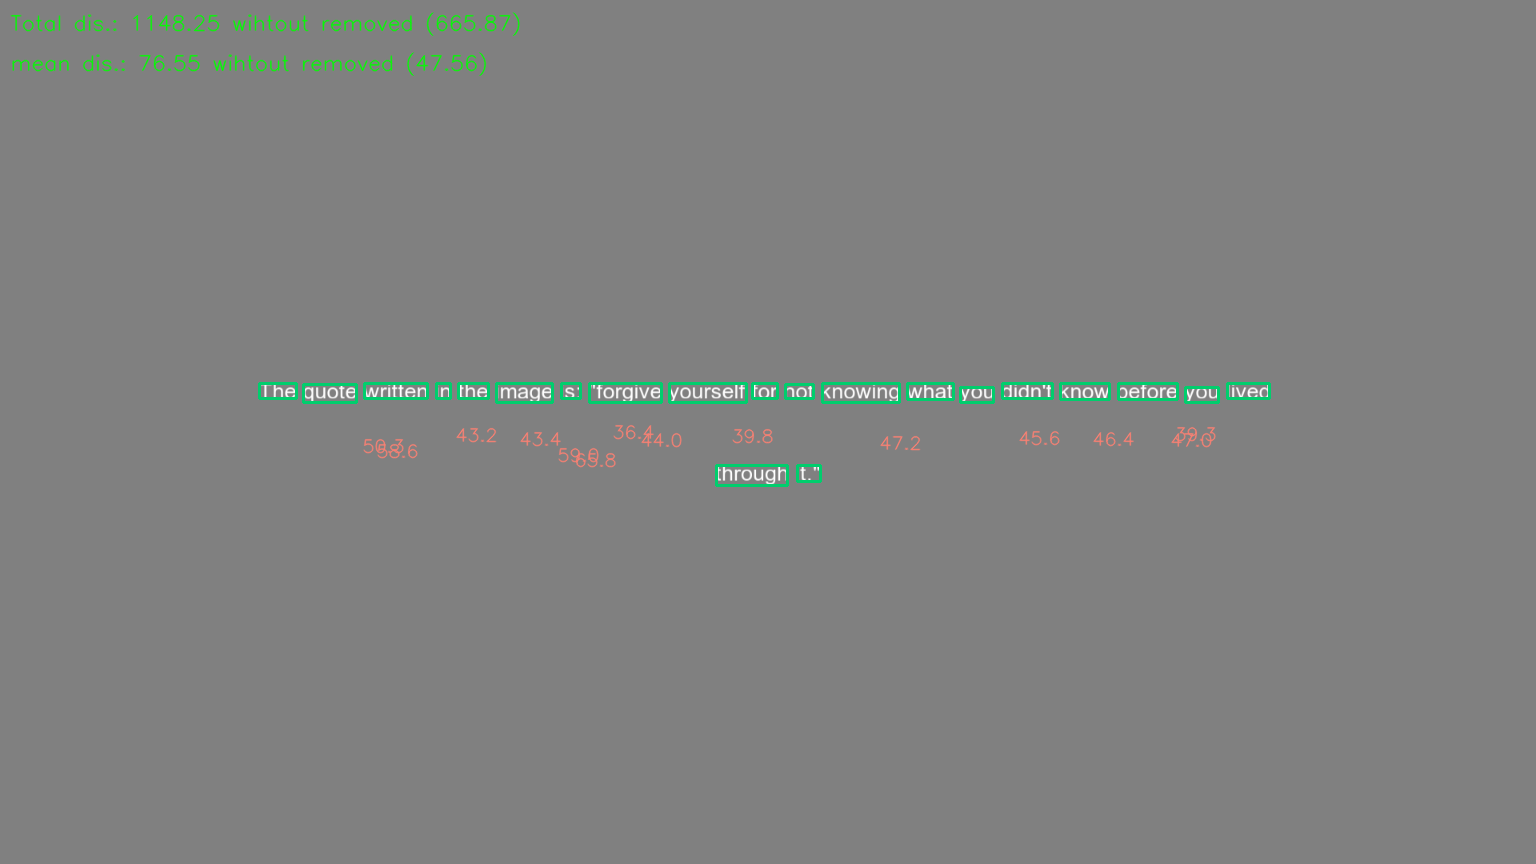 Total dis.: 1148.25 wihtout removed (665.87)
mean dis.: 76.55 wihtout removed (47.56)
The quote written in the image is: "forgive yourself for not knowing what you didn't know before you lived
50.3 58.6 43.2 43.4 59.0 36.4 44.0 39.8 47.2 45.6 46.4 47.0 39.3
through it."